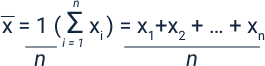 x̅ = 1 ( n Σ i = 1 xᵢ ) = x₁+x₂ + ... + xₙ
n n